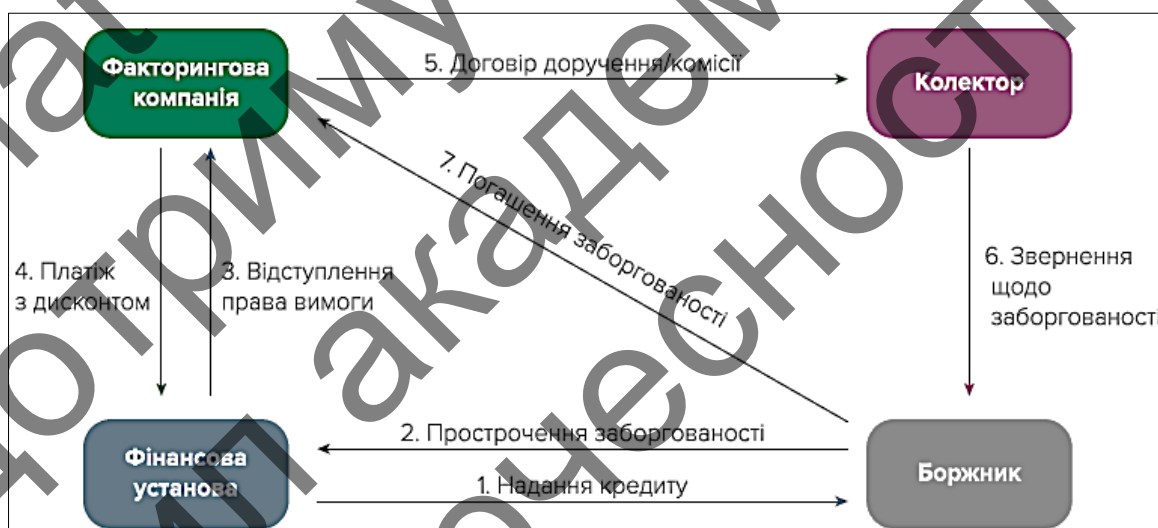 Факторингова
компанія
5. Договір доручення/комісії
Колектор
7. Погашення заборгованості
4. Платіж
з дисконтом
3. Відступлення
права вимоги
6. Звернення
щодо
заборгованості
Фінансова
установа
2. Прострочення заборгованості
1. Надання кредиту
Боржник
академ